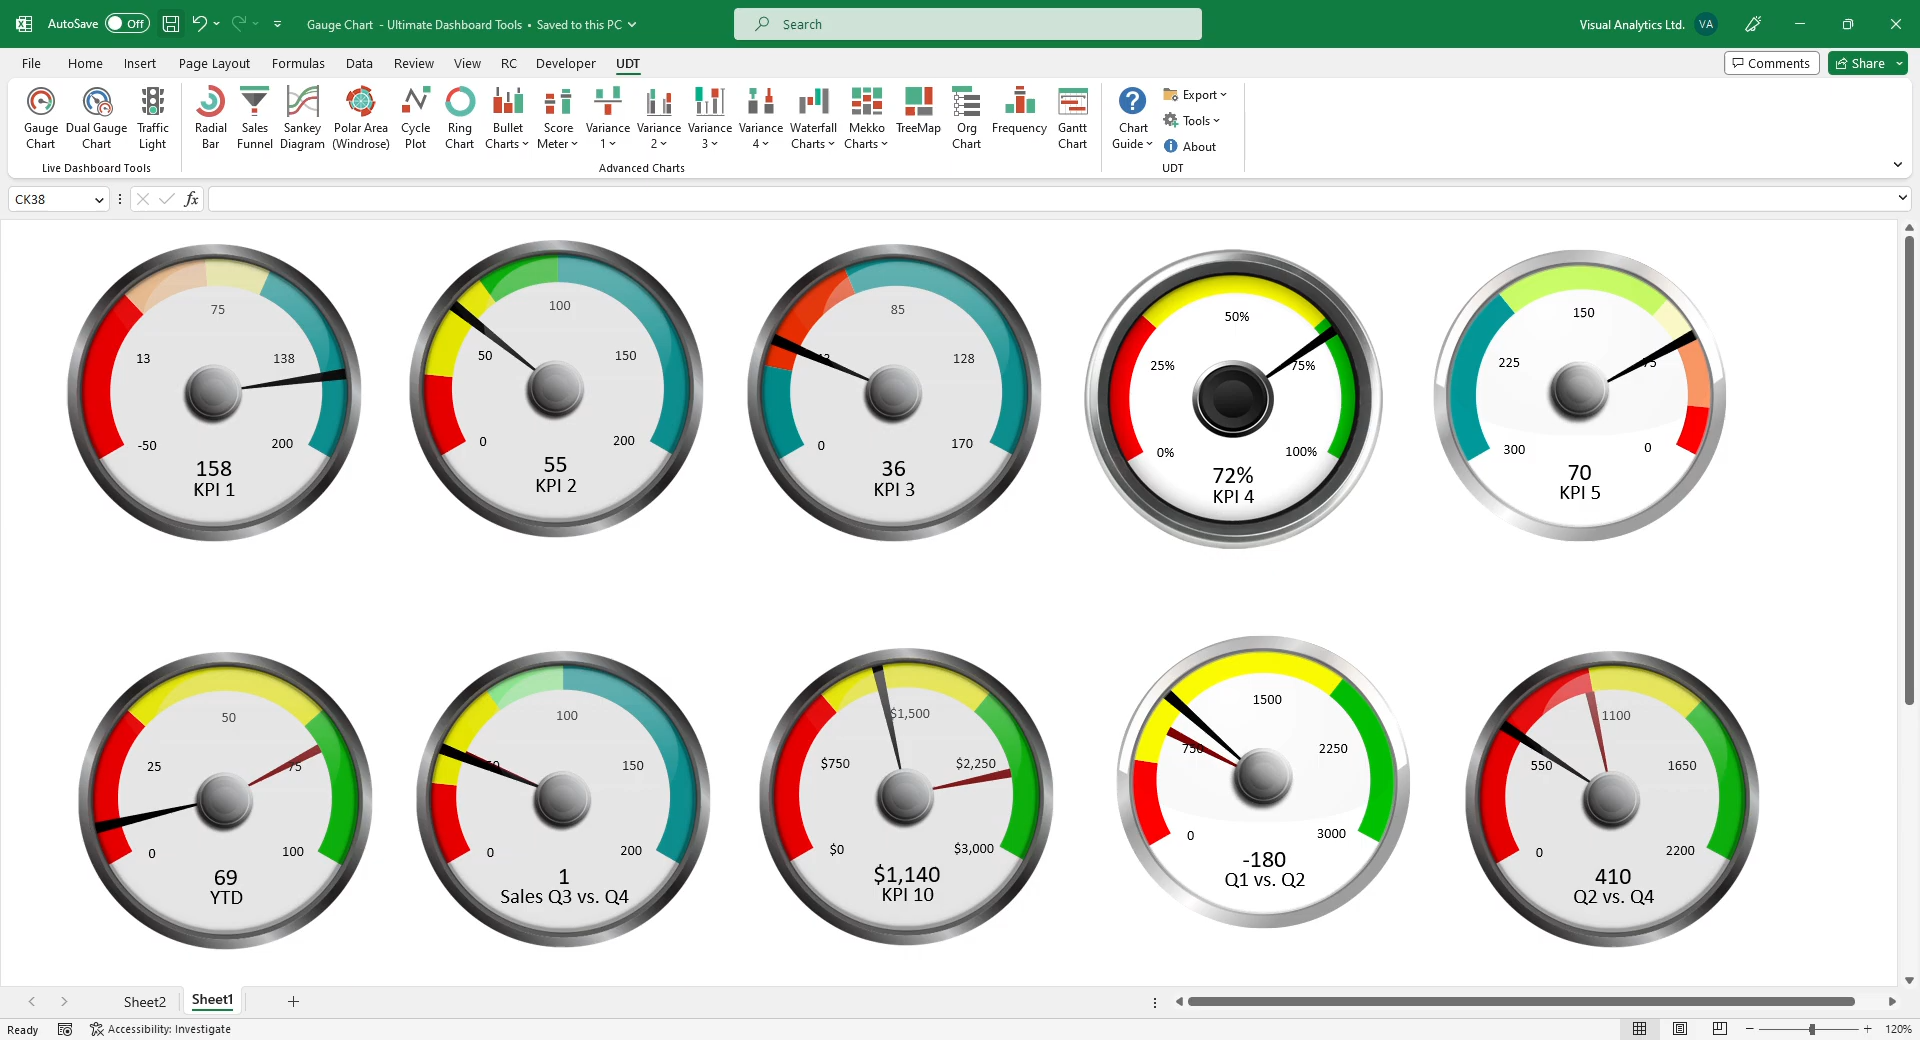 AutoSave Off Gauge Chart - Ultimate Dashboard Tools • Saved to this PC Search Visual Analytics Ltd. VA
File Home Insert Page Layout Formulas Data Review View RC Developer UDT Comments Share
Gauge Chart
Dual Gauge Chart
Traffic Light
Live Dashboard Tools
Radial Bar
Sales Funnel
Sankey Diagram
Polar Area (Windrose)
Cycle Plot
Ring Chart
Bullet Charts
Score Meter
Variance 1
Variance 2
Variance 3
Variance 4
Waterfall Charts
Mekko Charts
TreeMap
Org Chart
Frequency
Gantt Chart
Advanced Charts
Chart Guide
Export
Tools
About
UDT
CK38 fx
75
13 138
-50 200
158
KPI 1
100
50 150
0 200
55
KPI 2
85
128
0 170
36
KPI 3
50%
25% 75%
0% 100%
72%
KPI 4
150
225
300 0
70
KPI 5
50
25 75
0 100
69
YTD
100
150
0 200
1
Sales Q3 vs. Q4
$1,500
$750 $2,250
$0 $3,000
$1,140
KPI 10
1500
750 2250
0 3000
-180
Q1 vs. Q2
1100
550 1650
0 2200
410
Q2 vs. Q4
Sheet2 Sheet1
Ready Accessibility: Investigate 120%